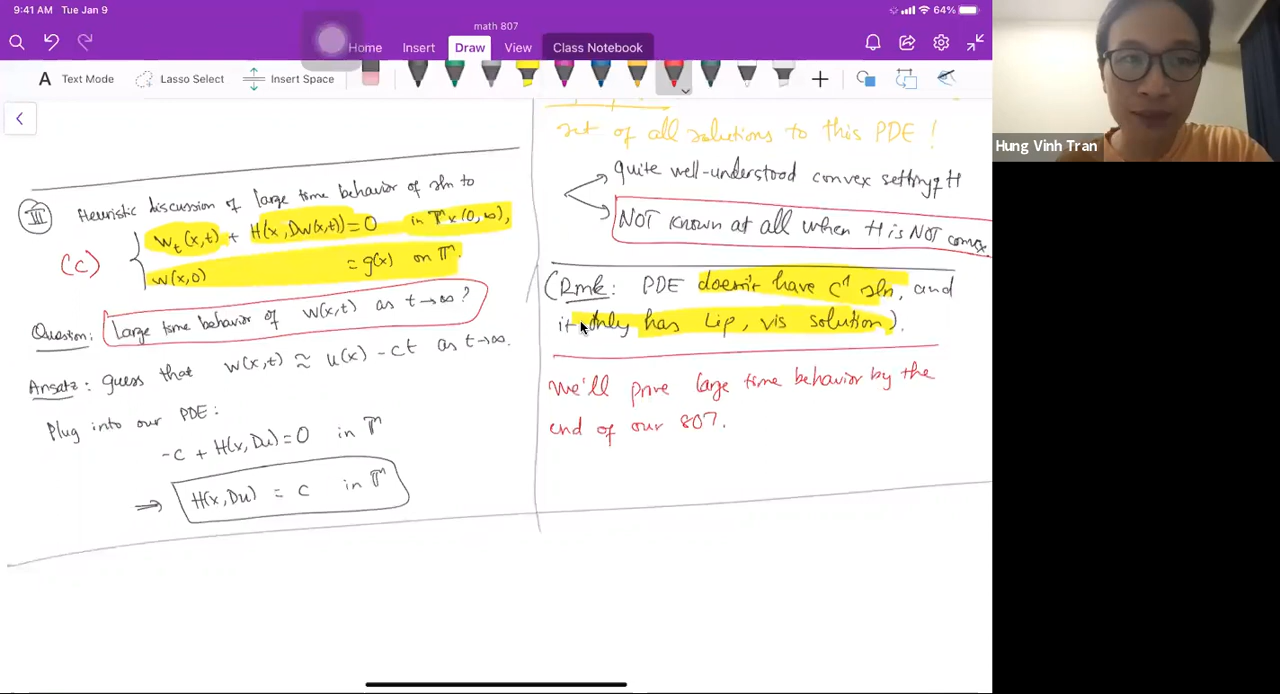 9:41 AM Tue Jan 9
64%
math 807
Home Insert Draw View Class Notebook
A Text Mode Lasso Select Insert Space
III Heuristic discussion of large time behavior of sln to
(C) { wₜ(x,t) + H(x, Dw(x,t)) = 0 in 𝕋ⁿ x (0, ∞),
w(x,0) = g(x) on 𝕋ⁿ.
Question: large time behavior of w(x,t) as t→∞?
Ansatz: guess that w(x,t) ≈ u(x) - ct as t→∞.
Plug into our PDE:
-c + H(x, Du) = 0 in 𝕋ⁿ
⇒ H(x, Du) = c in 𝕋ⁿ
set of all solutions to this PDE!
quite well-understood convex setting of H
NOT known at all when H is NOT convex
(Rmk: PDE doesn't have C¹ sln, and
it only has Lip, vis solution).
We'll prove large time behavior by the
end of our 807.
Hung Vinh Tran